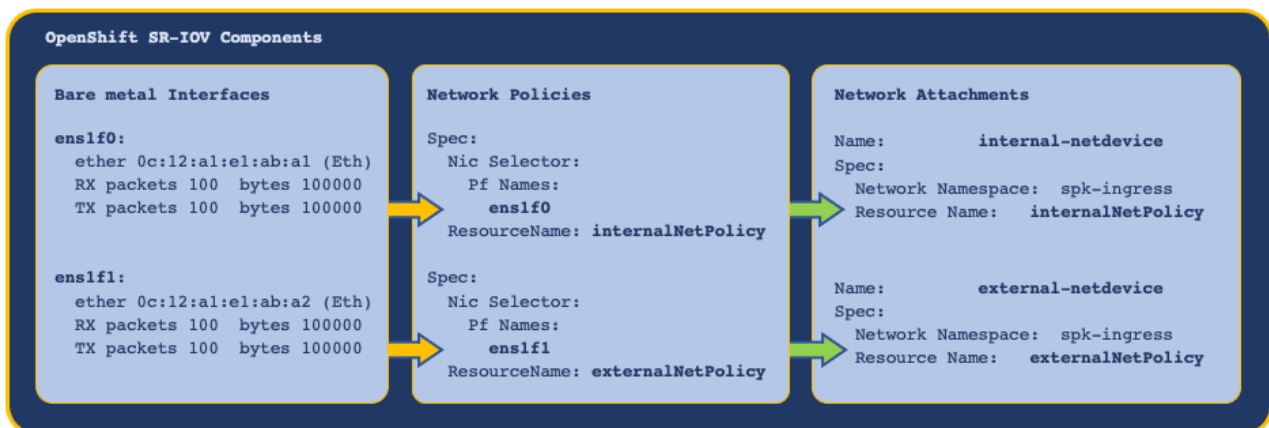 OpenShift SR-IOV Components
Bare metal Interfaces
ens1f0:
ether 0c:12:a1:e1:ab:a1 (Eth)
RX packets 100 bytes 100000
TX packets 100 bytes 100000
ens1f1:
ether 0c:12:a1:e1:ab:a2 (Eth)
RX packets 100 bytes 100000
TX packets 100 bytes 100000
Network Policies
Spec:
Nic Selector:
Pf Names:
ens1f0
ResourceName: internalNetPolicy
Spec:
Nic Selector:
Pf Names:
ens1f1
ResourceName: externalNetPolicy
Network Attachments
Name: internal-netdevice
Spec:
Network Namespace: spk-ingress
Resource Name: internalNetPolicy
Name: external-netdevice
Spec:
Network Namespace: spk-ingress
Resource Name: externalNetPolicy